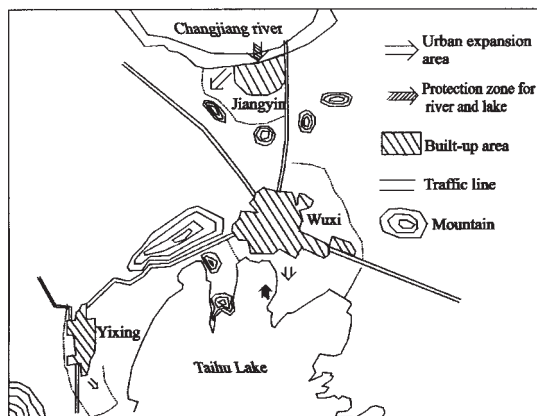 Changjiang river
Jiangyin
Wuxi
Yixing
Taihu Lake
Urban expansion
area
Protection zone for
river and lake
Built-up area
Traffic line
Mountain